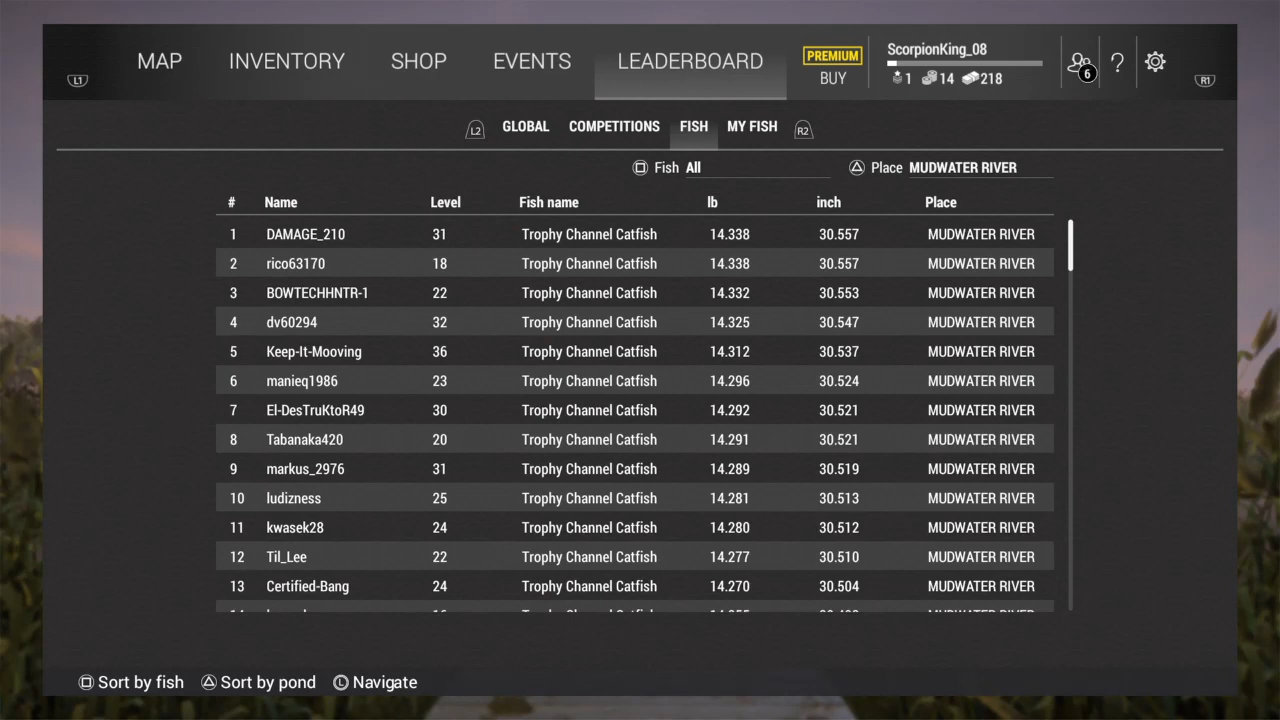 L1 MAP INVENTORY SHOP EVENTS LEADERBOARD PREMIUM BUY ScorpionKing_08 1 14 218 6 ? R1
L2 GLOBAL COMPETITIONS FISH MY FISH R2
Fish All Place MUDWATER RIVER
# Name Level Fish name lb inch Place
1 DAMAGE_210 31 Trophy Channel Catfish 14.338 30.557 MUDWATER RIVER
2 rico63170 18 Trophy Channel Catfish 14.338 30.557 MUDWATER RIVER
3 BOWTECHHNTR-1 22 Trophy Channel Catfish 14.332 30.553 MUDWATER RIVER
4 dv60294 32 Trophy Channel Catfish 14.325 30.547 MUDWATER RIVER
5 Keep-It-Mooving 36 Trophy Channel Catfish 14.312 30.537 MUDWATER RIVER
6 manieq1986 23 Trophy Channel Catfish 14.296 30.524 MUDWATER RIVER
7 El-DesTruKtoR49 30 Trophy Channel Catfish 14.292 30.521 MUDWATER RIVER
8 Tabanaka420 20 Trophy Channel Catfish 14.291 30.521 MUDWATER RIVER
9 markus_2976 31 Trophy Channel Catfish 14.289 30.519 MUDWATER RIVER
10 ludizness 25 Trophy Channel Catfish 14.281 30.513 MUDWATER RIVER
11 kwasek28 24 Trophy Channel Catfish 14.280 30.512 MUDWATER RIVER
12 Til_Lee 22 Trophy Channel Catfish 14.277 30.510 MUDWATER RIVER
13 Certified-Bang 24 Trophy Channel Catfish 14.270 30.504 MUDWATER RIVER
Trophy Channel Catfish MUDWATER RIVER
Sort by fish Sort by pond L Navigate